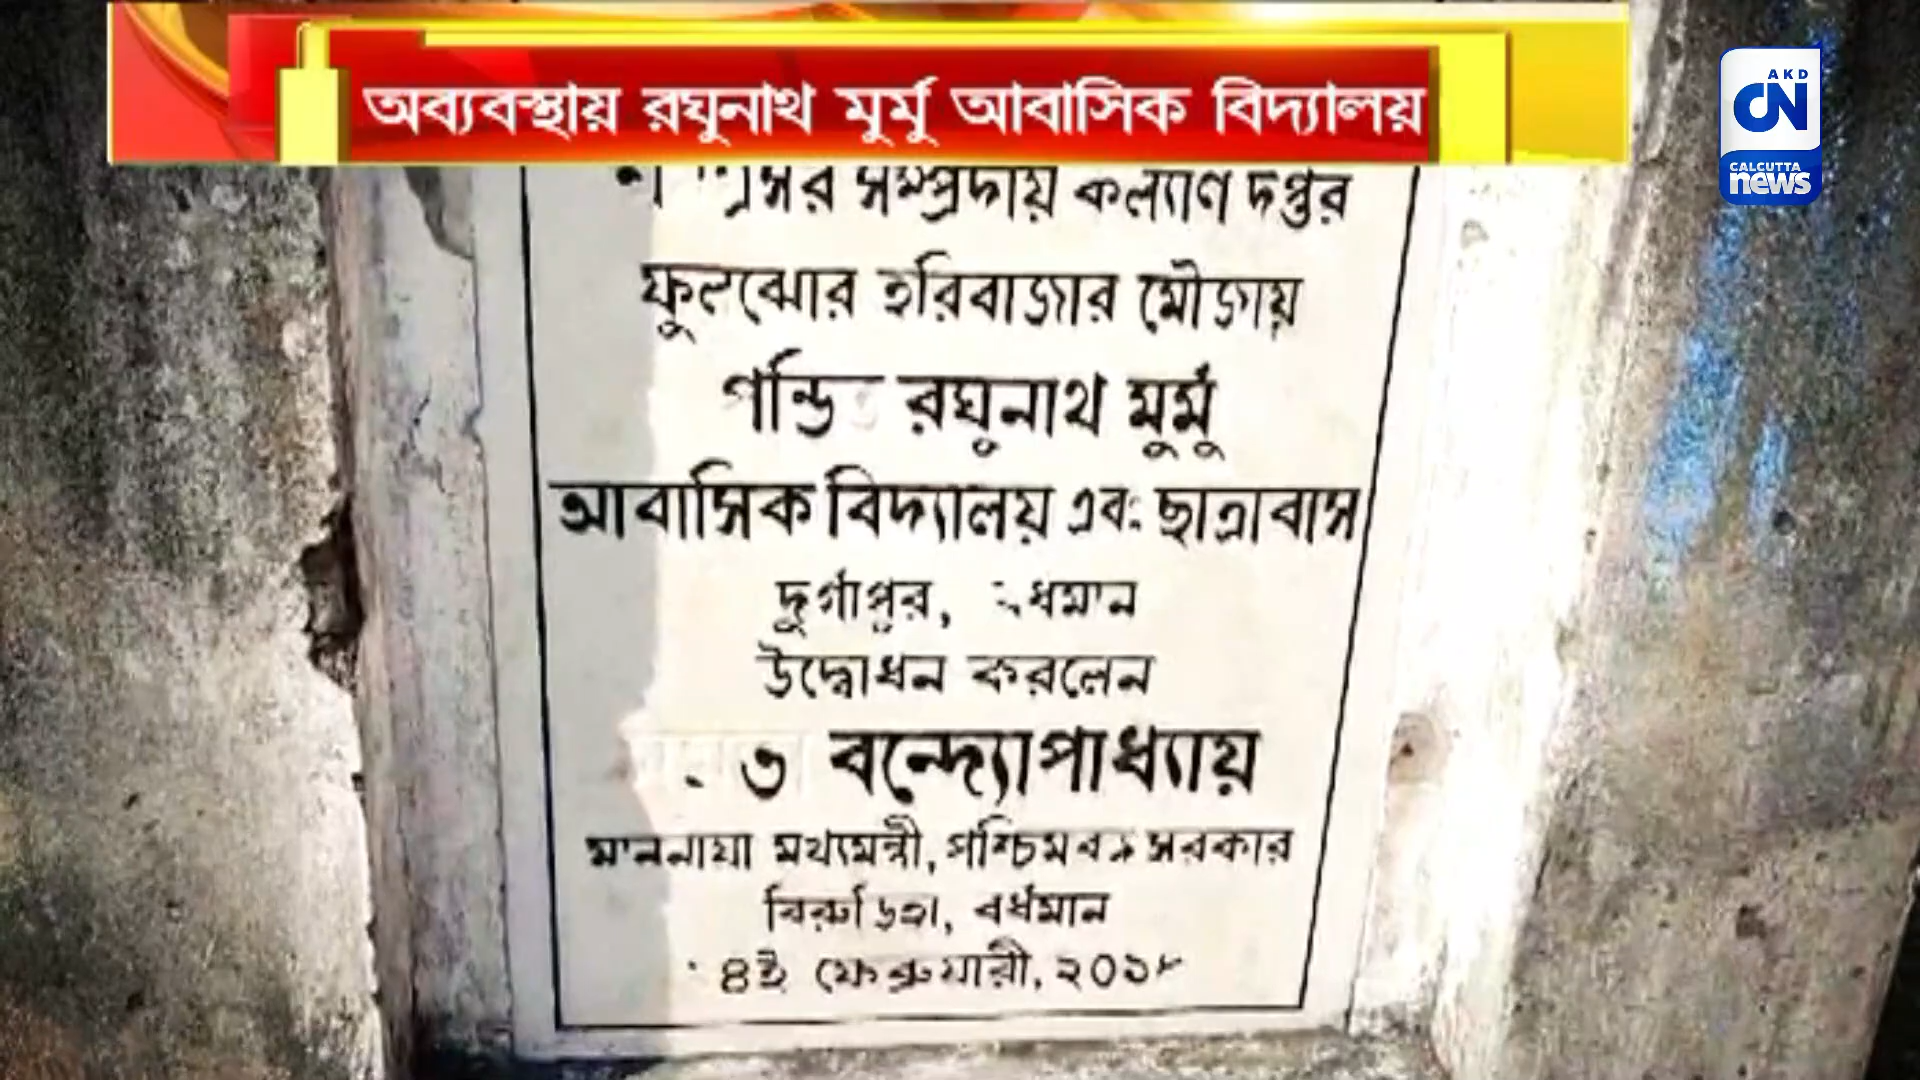 অব্যবস্থায় রঘুনাথ মুর্মু আবাসিক বিদ্যালয়
AKD
CN
CALCUTTA
news
সম্প্রদায় কল্যাণ দপ্তর
ফুলঝোর হরিবাজার মৌজায়
পন্ডিত রঘুনাথ মুর্মু
আবাসিক বিদ্যালয় এবং ছাত্রাবাস
দুর্গাপুর,
উদ্বোধন করলেন
বন্দ্যোপাধ্যায়
মাননীয়া মুখ্যমন্ত্রী, পশ্চিমবঙ্গ সরকার
বর্ধমান
ফেব্রুয়ারী,